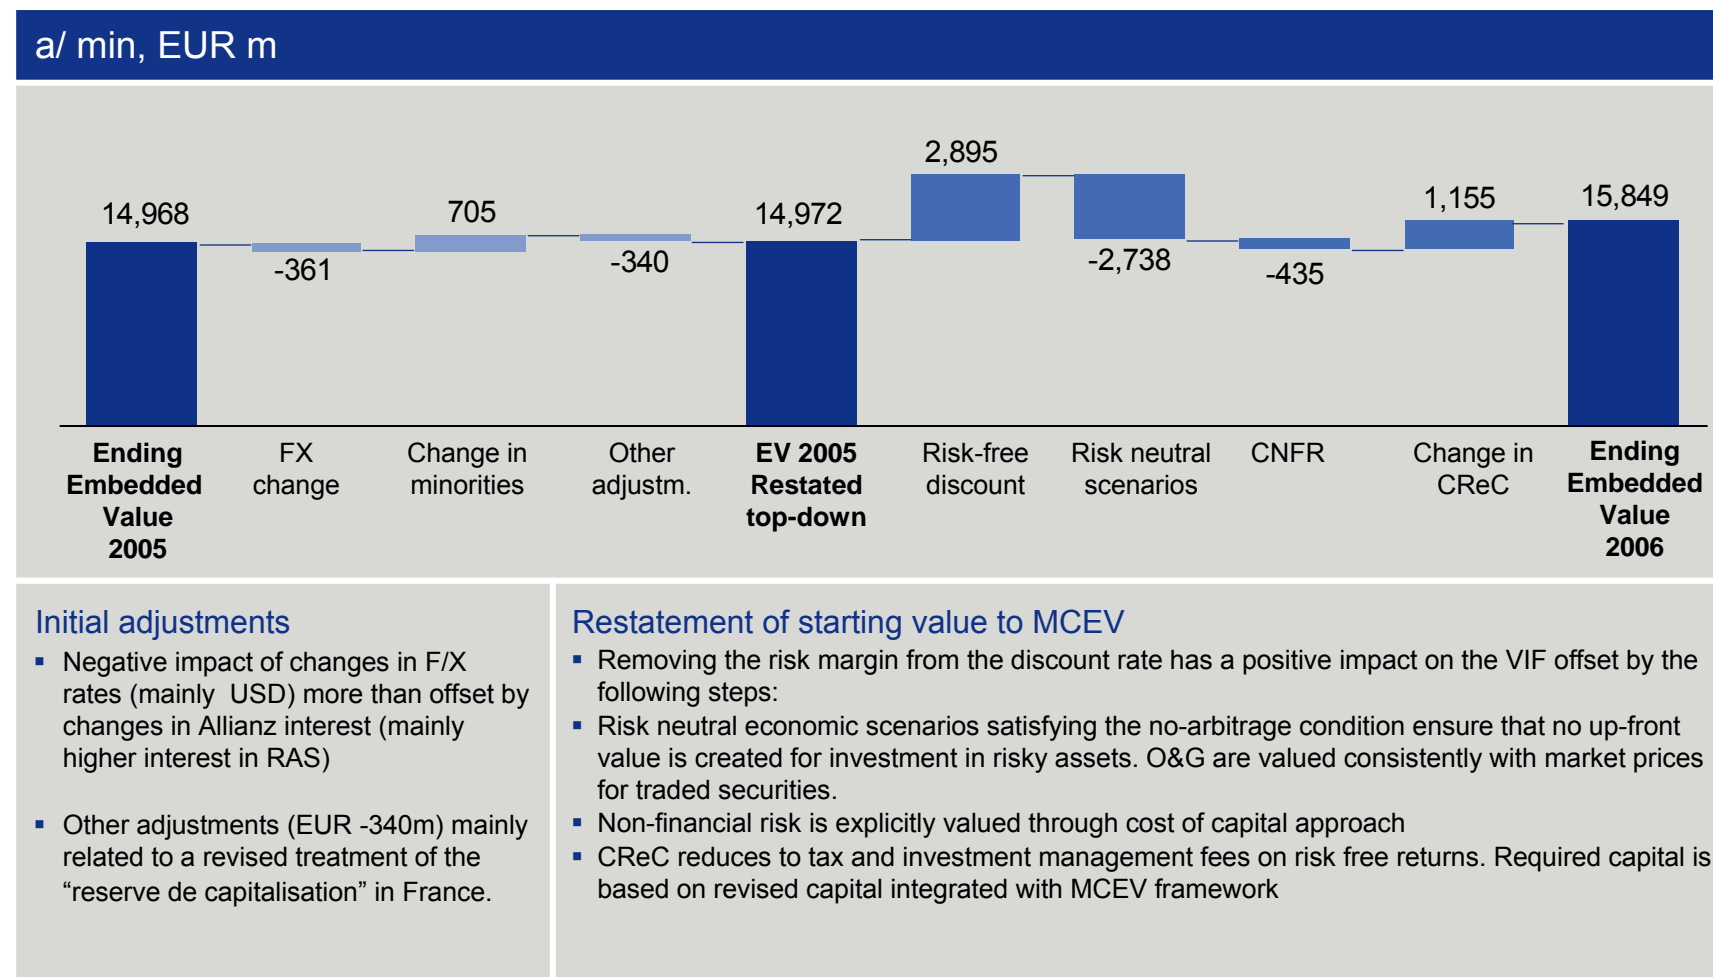 a/ min, EUR m
14,968
-361
705
-340
14,972
2,895
-2,738
-435
1,155
15,849
Ending
Embedded
Value
2005
FX
change
Change in
minorities
Other
adjustm.
EV 2005
Restated
top-down
Risk-free
discount
Risk neutral
scenarios
CNFR
Change in
CReC
Ending
Embedded
Value
2006
Initial adjustments
▪ Negative impact of changes in F/X
rates (mainly USD) more than offset by
changes in Allianz interest (mainly
higher interest in RAS)
▪ Other adjustments (EUR -340m) mainly
related to a revised treatment of the
“reserve de capitalisation” in France.
Restatement of starting value to MCEV
▪ Removing the risk margin from the discount rate has a positive impact on the VIF offset by the
following steps:
▪ Risk neutral economic scenarios satisfying the no-arbitrage condition ensure that no up-front
value is created for investment in risky assets. O&G are valued consistently with market prices
for traded securities.
▪ Non-financial risk is explicitly valued through cost of capital approach
▪ CReC reduces to tax and investment management fees on risk free returns. Required capital is
based on revised capital integrated with MCEV framework